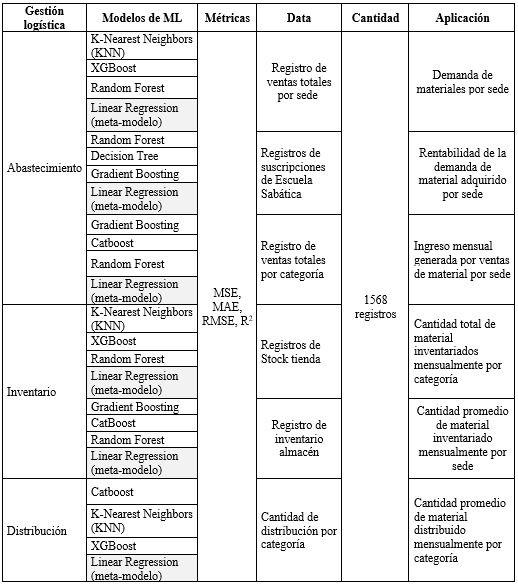 Gestión
logística
Modelos de ML
Métricas
Data
Cantidad
Aplicación
Abastecimiento
K-Nearest Neighbors
(KNN)
XGBoost
Random Forest
Linear Regression
(meta-modelo)
Registro de
ventas totales
por sede
Demanda de
materiales por sede
Random Forest
Decision Tree
Gradient Boosting
Linear Regression
(meta-modelo)
Registros de
suscripciones
de Escuela
Sabática
Rentabilidad de la
demanda de
material adquirido
por sede
Gradient Boosting
Catboost
Random Forest
Linear Regression
(meta-modelo)
Registro de
ventas totales
por categoría
Ingreso mensual
generada por ventas
de material por sede
MSE,
MAE,
RMSE, R²
1568
registros
Inventario
K-Nearest Neighbors
(KNN)
XGBoost
Random Forest
Linear Regression
(meta-modelo)
Registros de
Stock tienda
Cantidad total de
material
inventariados
mensualmente por
categoría
Gradient Boosting
CatBoost
Random Forest
Linear Regression
(meta-modelo)
Registro de
inventario
almacén
Cantidad promedio
de material
inventariado
mensualmente por
sede
Distribución
Catboost
K-Nearest Neighbors
(KNN)
XGBoost
Linear Regression
(meta-modelo)
Cantidad de
distribución por
categoría
Cantidad promedio
de material
distribuido
mensualmente por
categoría